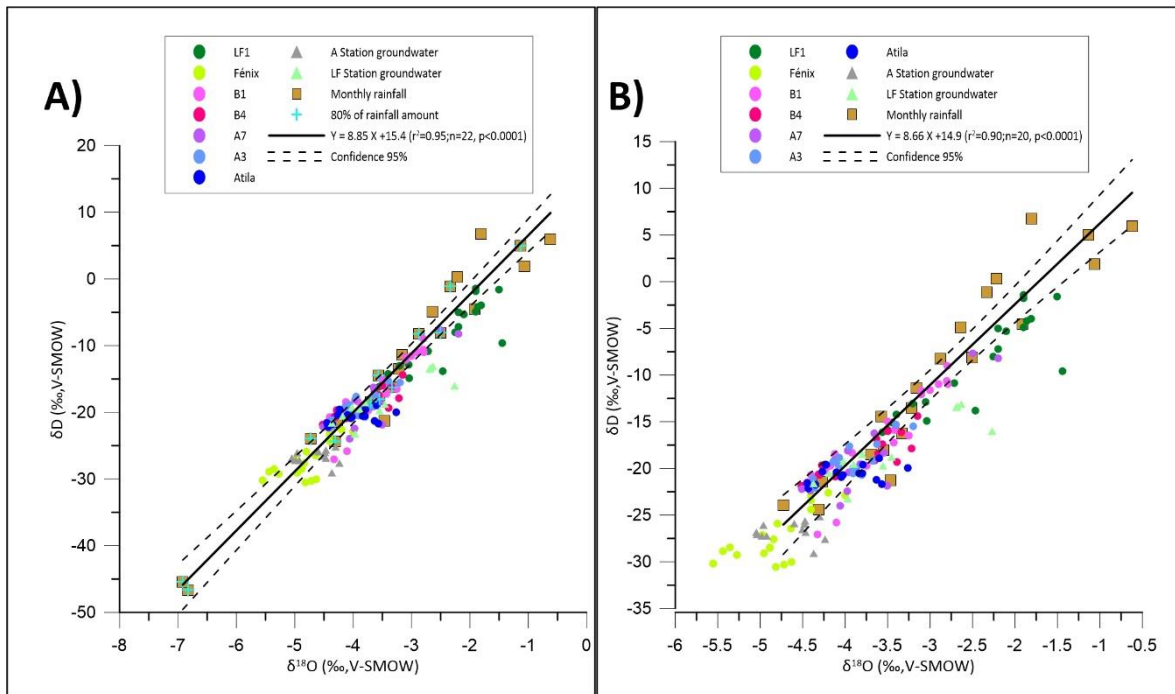 A)
LF1
Fénix
B1
B4
A7
A3
Atila
A Station groundwater
LF Station groundwater
Monthly rainfall
80% of rainfall amount
Y = 8.85 X +15.4 (r²=0.95;n=22, p<0.0001)
Confidence 95%
20
10
0
-10
-20
-30
-40
-50
δD (‰,V-SMOW)
-8 -7 -6 -5 -4 -3 -2 -1 0
δ¹⁸O (‰,V-SMOW)
B)
LF1
Fénix
B1
B4
A7
A3
Atila
A Station groundwater
LF Station groundwater
Monthly rainfall
Y = 8.66 X +14.9 (r²=0.90;n=20, p<0.0001)
Confidence 95%
15
10
5
0
-5
-10
-15
-20
-25
-30
-35
δD (‰,V-SMOW)
-6 -5.5 -5 -4.5 -4 -3.5 -3 -2.5 -2 -1.5 -1 -0.5
δ¹⁸O (‰,V-SMOW)